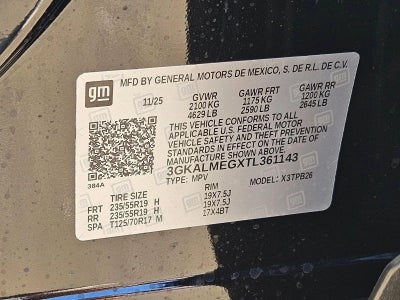 gm
MFD BY GENERAL MOTORS DE MEXICO, S. DE R.L. DE C.V.
11/25 GVWR GAWR FRT GAWR RR
2100 KG 1175 KG 1200 KG
4629 LB 2590 LB 2645 LB
THIS VEHICLE CONFORMS TO ALL
APPLICABLE U.S. FEDERAL MOTOR
VEHICLE SAFETY AND THEFT PREVENTION
STANDARDS IN EFFECT ON THE DATE OF
MANUFACTURE SHOWN ABOVE.
3GKALMEGXTL361143
384A TYPE: MPV MODEL: X3TPB26
TIRE SIZE RIM
FRT 235/55R19 H 19X7.5J
RR 235/55R19 H 19X7.5J
SPA T125/70R17 M 17X4BT